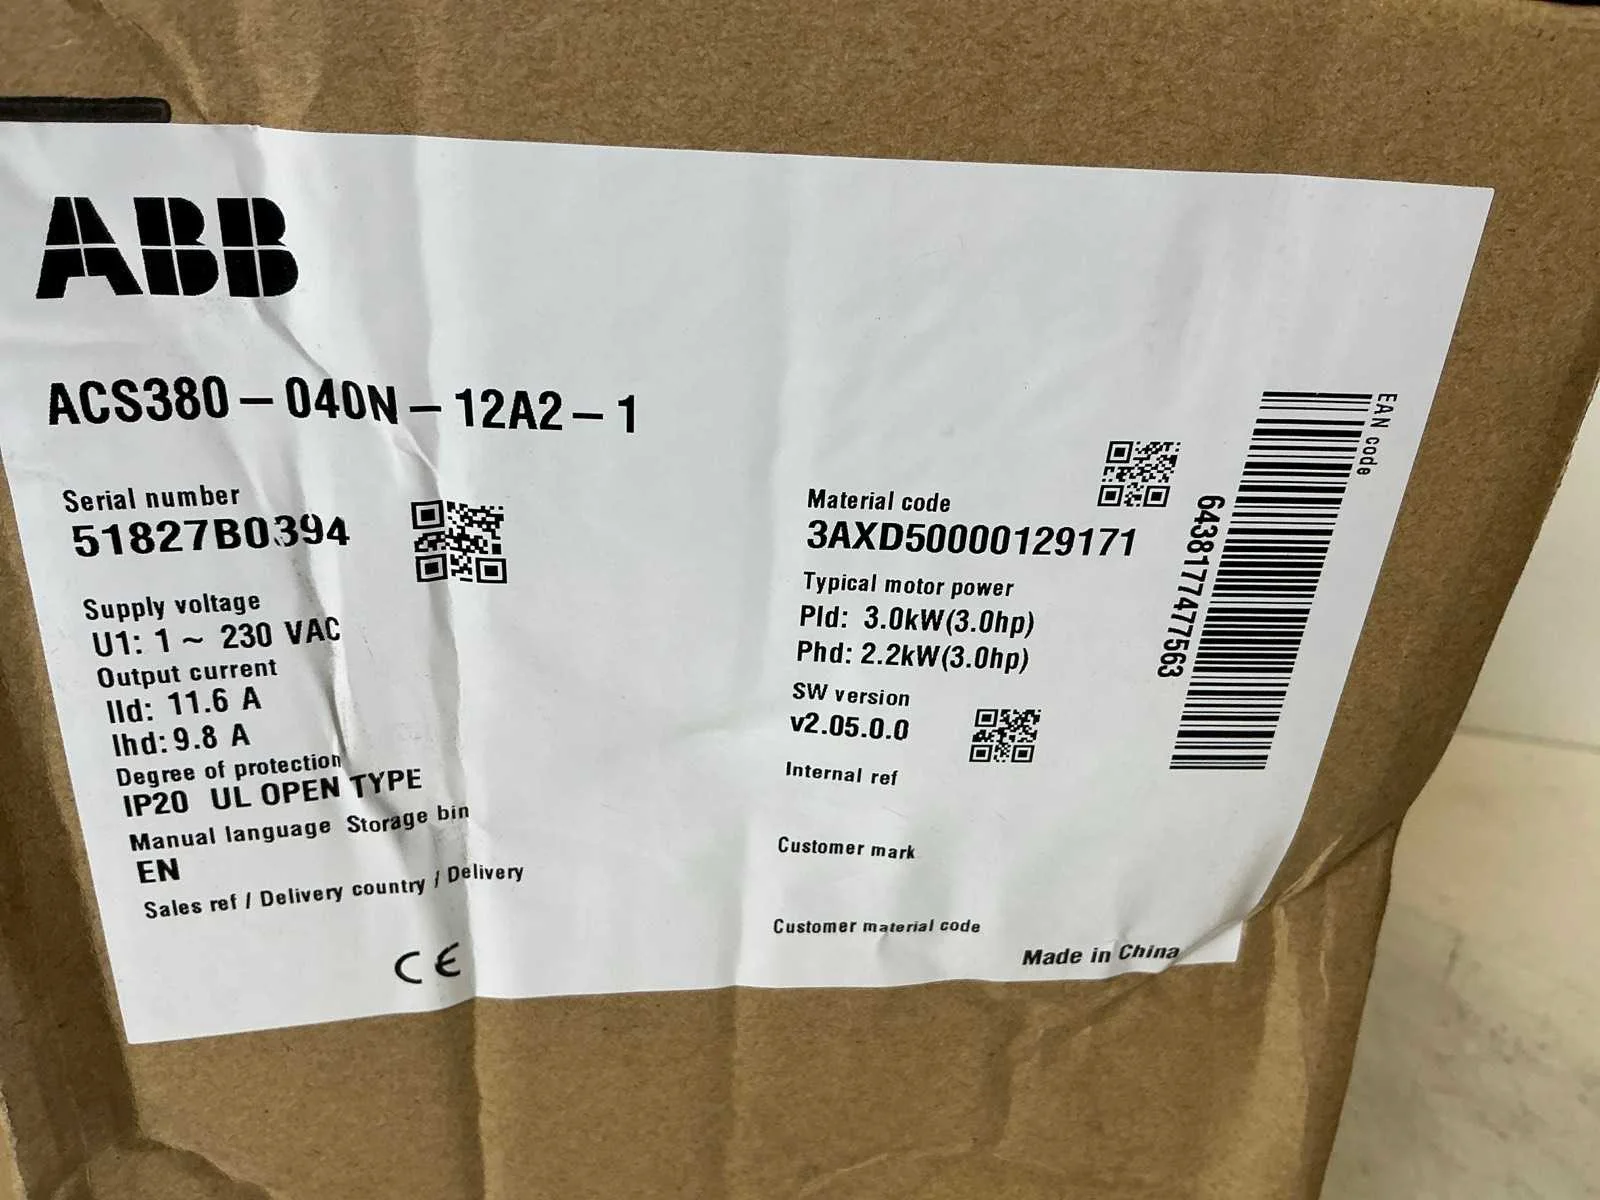 ABB
ACS380-040N-12A2-1
Serial number
51827B0394
Supply voltage
U1: 1 ~ 230 VAC
Output current
Ild: 11.6 A
Ihd: 9.8 A
Degree of protection
IP20 UL OPEN TYPE
Manual language Storage bin
EN
Sales ref / Delivery country / Delivery
CE
Material code
3AXD50000129171
Typical motor power
Pld: 3.0kW(3.0hp)
Phd: 2.2kW(3.0hp)
SW version
v2.05.0.0
Internal ref
Customer mark
Customer material code
Made in China
EAN code
6438177477563